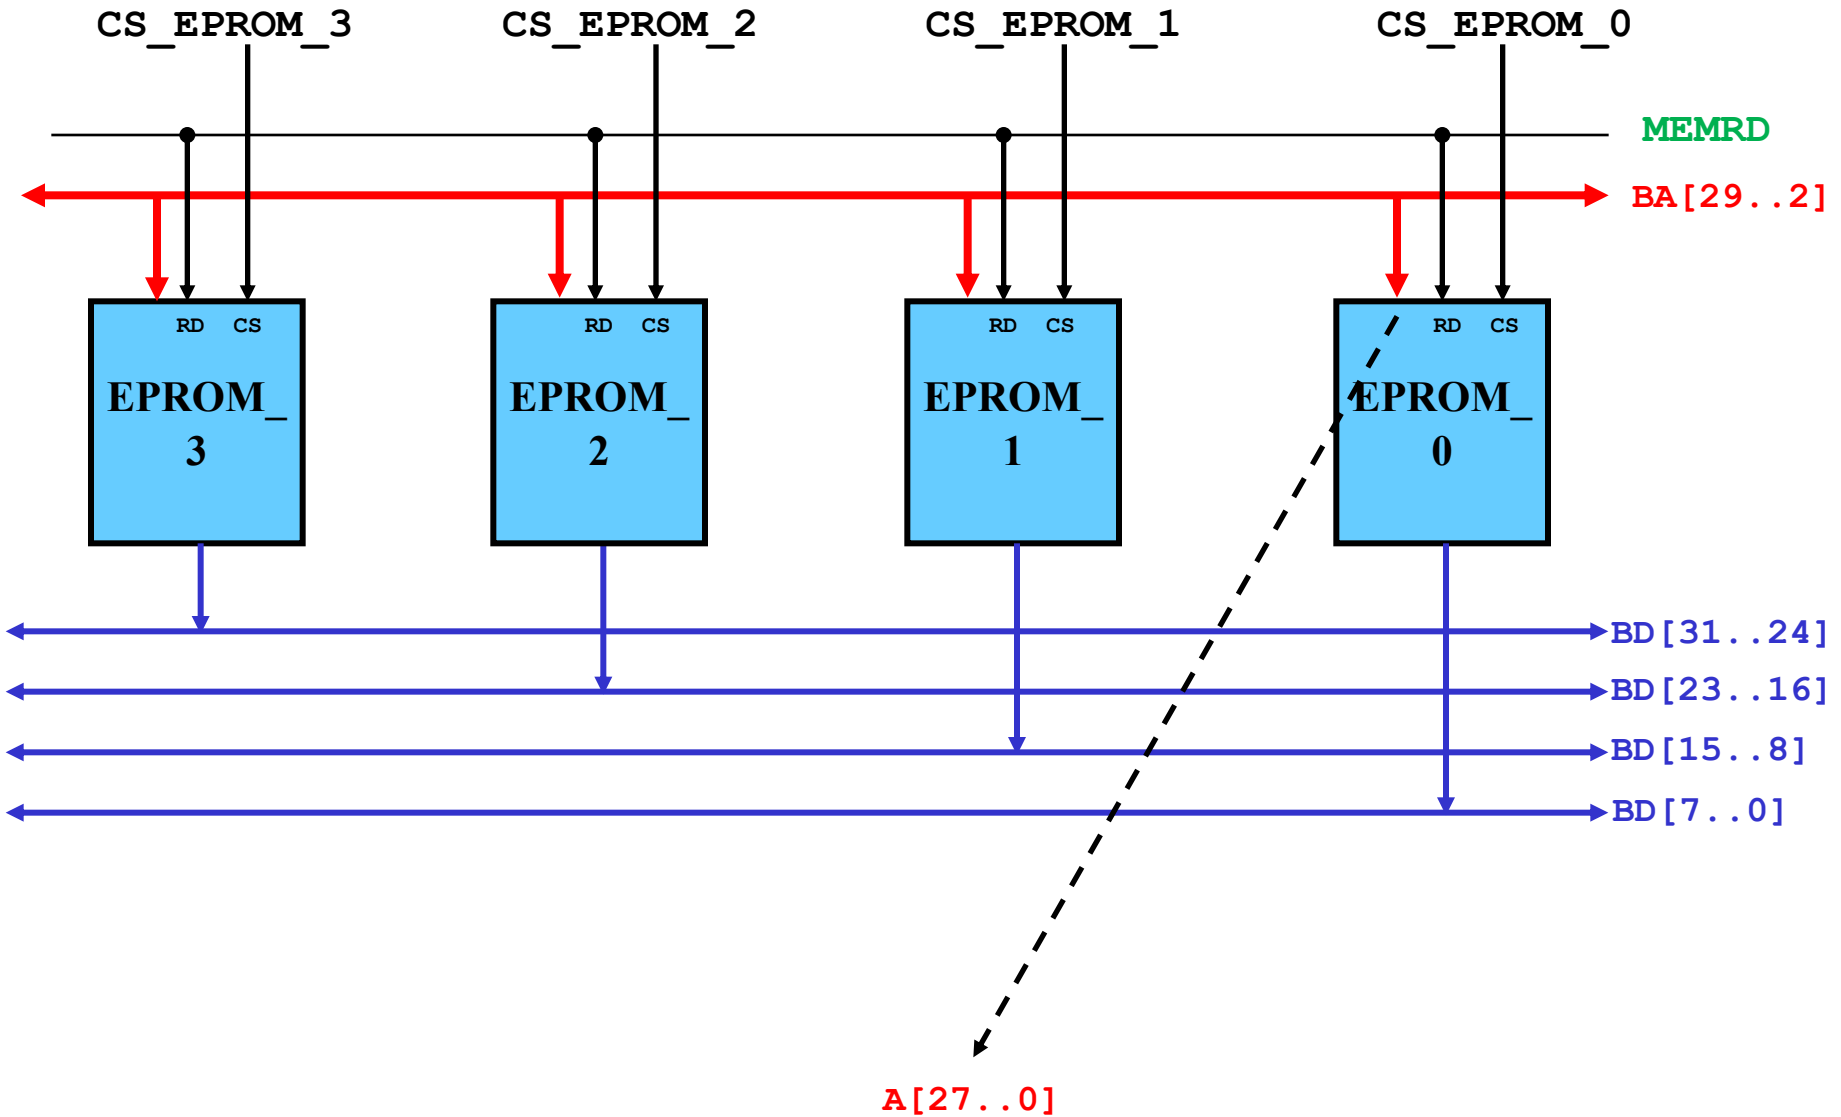 CS_EPROM_3 CS_EPROM_2 CS_EPROM_1 CS_EPROM_0
MEMRD
BA[29..2]
RD CS RD CS RD CS RD CS
EPROM_ EPROM_ EPROM_ EPROM_
3 2 1 0
BD[31..24]
BD[23..16]
BD[15..8]
BD[7..0]
A[27..0]